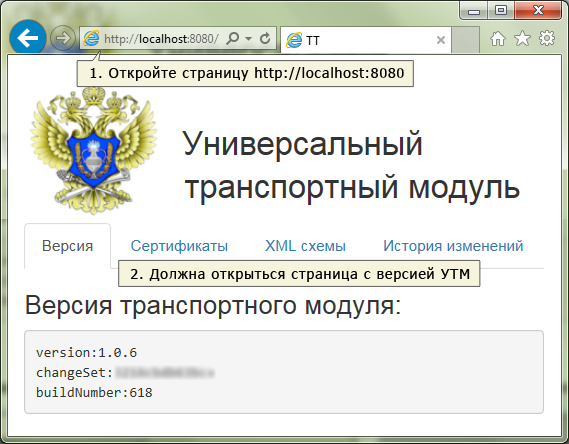 http://localhost:8080/
TT
1. Откройте страницу http://localhost:8080
Универсальный
транспортный модуль
Версия Сертификаты XML схемы История изменений
2. Должна открыться страница с версией УТМ
Версия транспортного модуля:
version:1.0.6
changeSet:
buildNumber:618